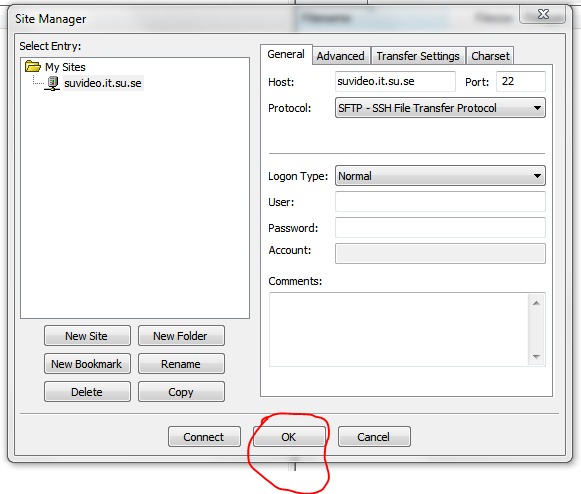 Filename
Site Manager
Select Entry:
My Sites
suvideo.it.su.se
New Site
New Folder
New Bookmark
Rename
Delete
Copy
General
Advanced
Transfer Settings
Charset
Host:
suvideo.it.su.se
Port:
22
Protocol:
SFTP - SSH File Transfer Protocol
Logon Type:
Normal
User:
Password:
Account:
Comments:
Connect
OK
Cancel